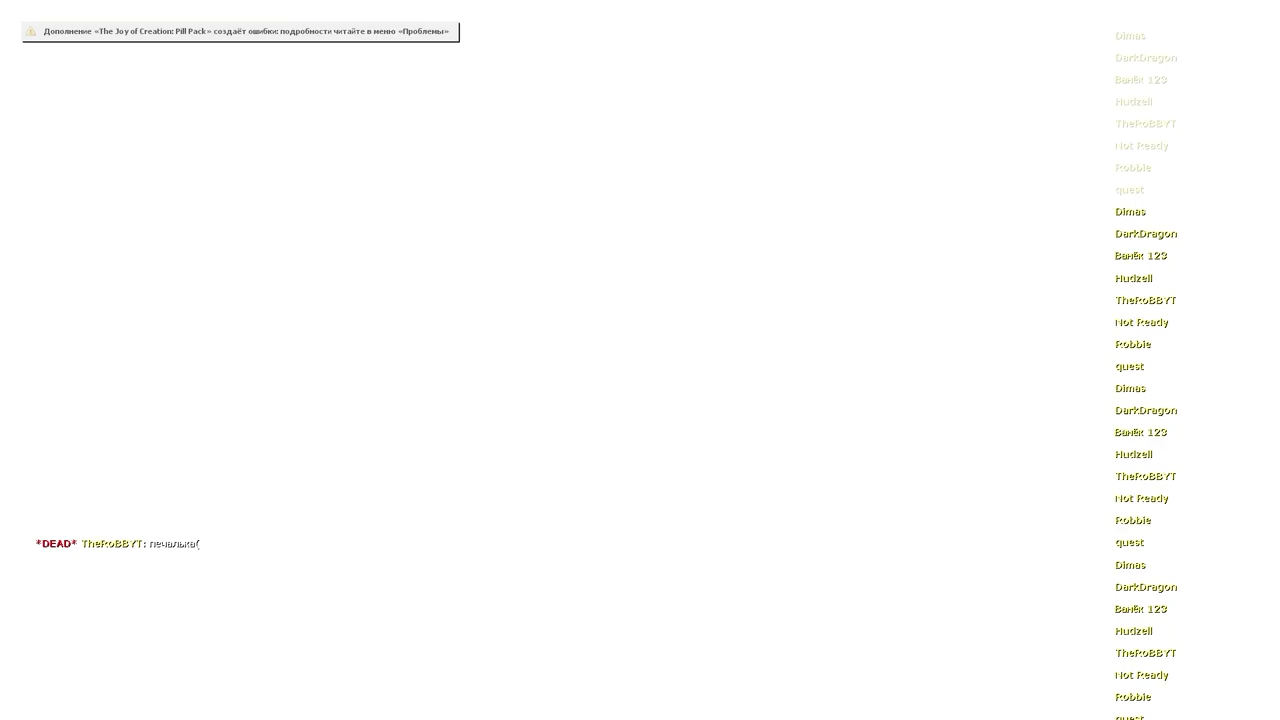 Дополнение «The Joy of Creation: Pill Pack» создаёт ошибки: подробности читайте в меню «Проблемы»
Dimas
DarkDragon
Ванёк 123
Hudzell
TheRoBBYT
Not Ready
Robbie
quest
Dimas
DarkDragon
Ванёк 123
Hudzell
TheRoBBYT
Not Ready
Robbie
quest
Dimas
DarkDragon
Ванёк 123
Hudzell
TheRoBBYT
Not Ready
Robbie
quest
*DEAD* TheRoBBYT: печалька(
Dimas
DarkDragon
Ванёк 123
Hudzell
TheRoBBYT
Not Ready
Robbie
quest